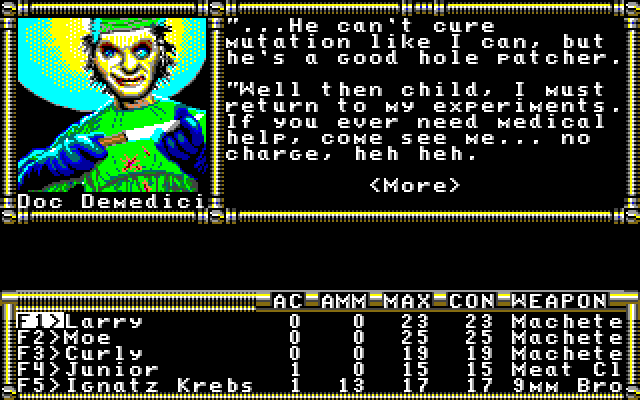 "...He can't cure
mutation like I can, but
he's a good hole patcher.
"Well then child, I must
return to my experiments.
If you ever need medical
help, come see me... no
charge, heh heh.
<More>
Doc Demedici
AC AMM MAX CON WEAPON
F1>Larry 0 0 23 23 Machete
F2>Moe 0 0 25 25 Machete
F3>Curly 0 0 19 19 Machete
F4>Junior 1 0 15 15 Meat Cl
F5>Ignatz Krebs 1 13 17 17 9mm Bro